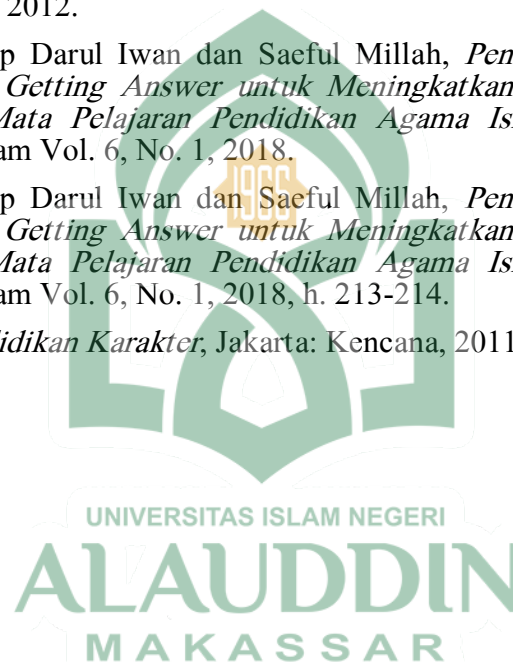 2012.
p Darul Iwan dan Saeful Millah, Pen
Getting Answer untuk Meningkatkan
Mata Pelajaran Pendidikan Agama Is
am Vol. 6, No. 1, 2018.
p Darul Iwan dan Saeful Millah, Pen
Getting Answer untuk Meningkatkan
Mata Pelajaran Pendidikan Agama Is
am Vol. 6, No. 1, 2018, h. 213-214.
didikan Karakter, Jakarta: Kencana, 2011
1966
UNIVERSITAS ISLAM NEGERI
ALAUDDIN
MAKASSAR